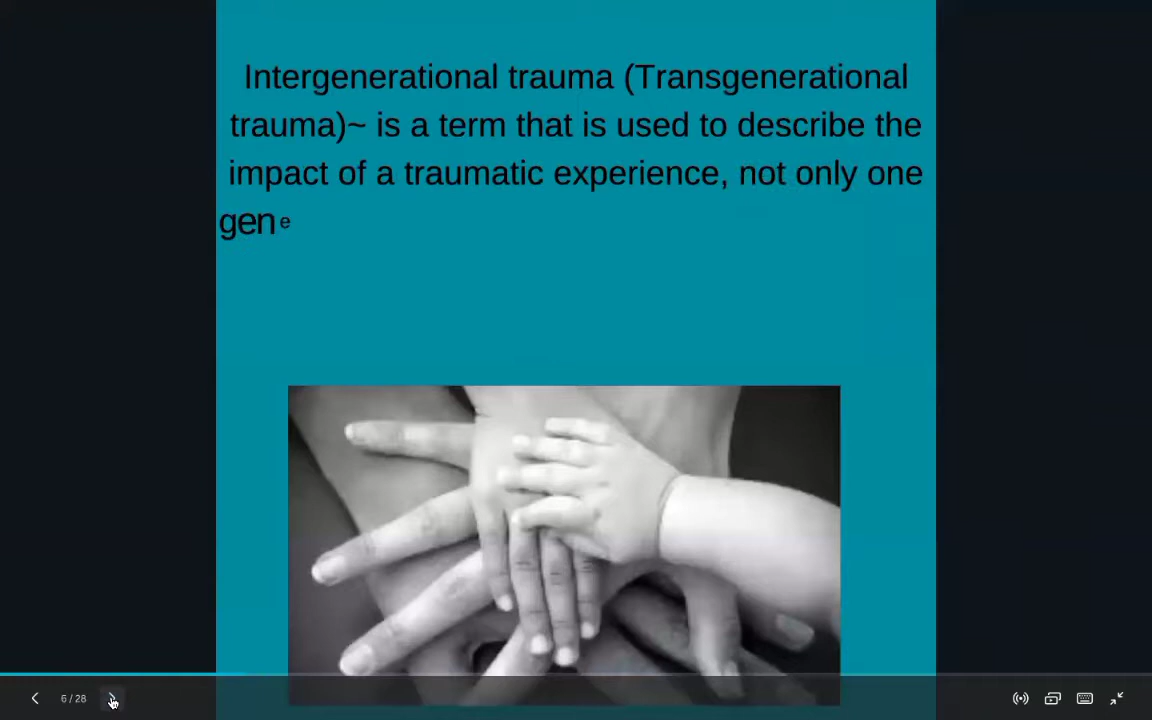 Intergenerational trauma (Transgenerational
trauma)~ is a term that is used to describe the
impact of a traumatic experience, not only one
gene
6 / 28